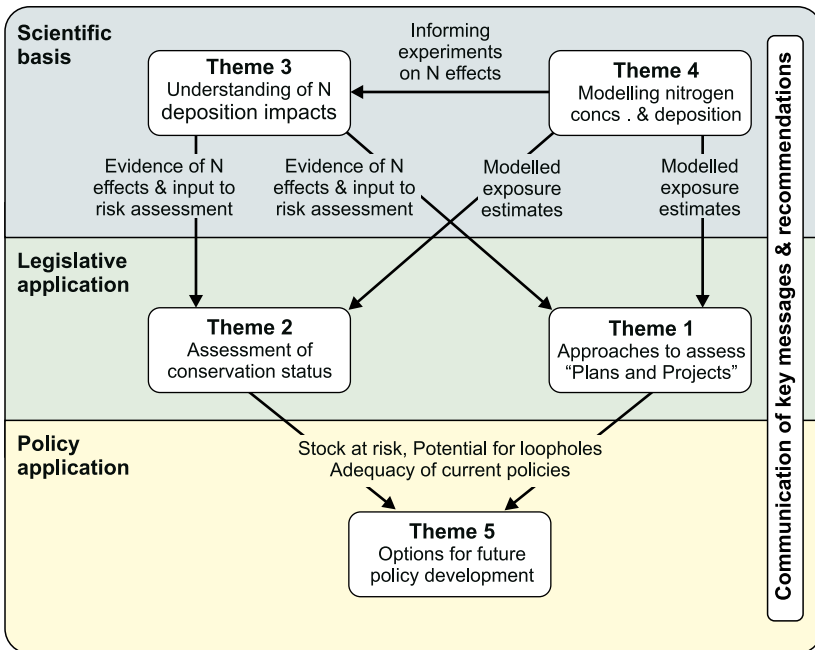 Scientific
basis
Informing
experiments
on N effects
Theme 3
Understanding of N
deposition impacts
Theme 4
Modelling nitrogen
concs . & deposition
Evidence of N
effects & input to
risk assessment
Evidence of N
effects & input to
risk assessment
Modelled
exposure
estimates
Modelled
exposure
estimates
Legislative
application
Theme 2
Assessment of
conservation status
Theme 1
Approaches to assess
“Plans and Projects”
Policy
application
Stock at risk, Potential for loopholes
Adequacy of current policies
Theme 5
Options for future
policy development
Communication of key messages & recommendations